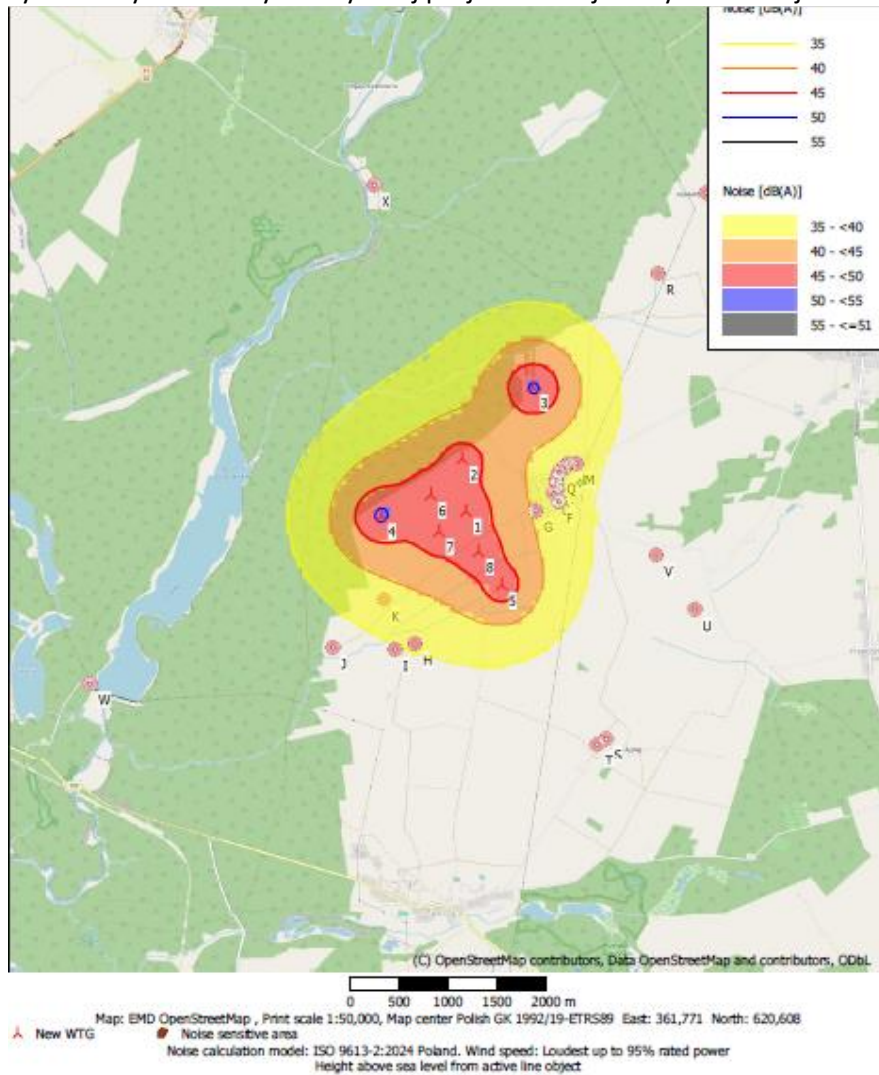 Noise [dB(A)]
35
40
45
50
55
Noise [dB(A)]
35 - <40
40 - <45
45 - <50
50 - <55
55 - <=51
X
R
3
2
6
1
4
7
8
5
M
Q
F
G
V
U
K
J
I
H
W
T
S
(C) OpenStreetMap contributors, Data OpenStreetMap and contributors, ODbL
0 500 1000 1500 2000 m
Map: EMD OpenStreetMap , Print scale 1:50,000, Map center Polish GK 1992/19-ETRS89 East: 361,771 North: 620,608
New WTG Noise sensitive area
Noise calculation model: ISO 9613-2:2024 Poland. Wind speed: Loudest up to 95% rated power
Height above sea level from active line object